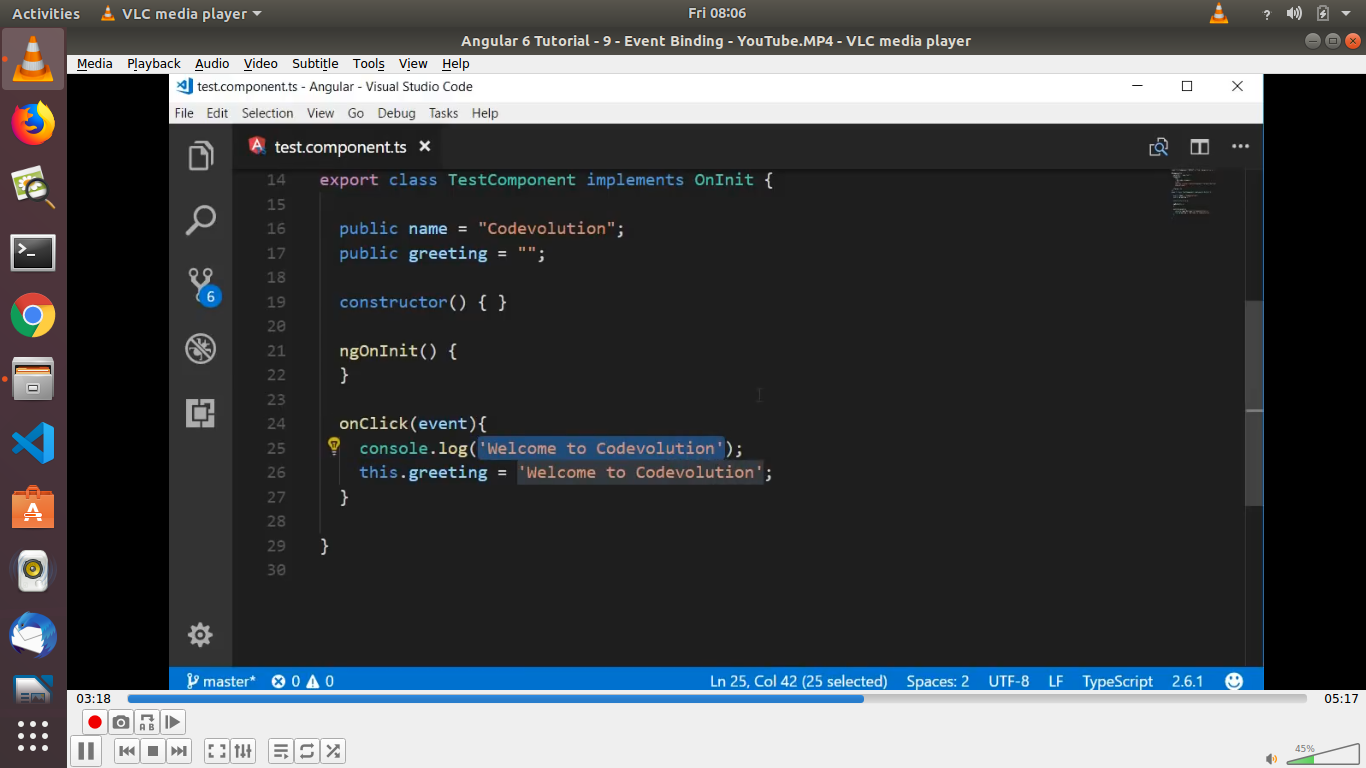 Activities VLC media player Fri 08:06 ?
Angular 6 Tutorial - 9 - Event Binding - YouTube.MP4 - VLC media player
Media Playback Audio Video Subtitle Tools View Help
test.component.ts - Angular - Visual Studio Code
File Edit Selection View Go Debug Tasks Help
test.component.ts
14 export class TestComponent implements OnInit {
15
16 public name = "Codevolution";
17 public greeting = "";
18
19 constructor() { }
20
21 ngOnInit() {
22 }
23
24 onClick(event){
25 console.log('Welcome to Codevolution');
26 this.greeting = 'Welcome to Codevolution';
27 }
28
29 }
30
6
master* 0 0 Ln 25, Col 42 (25 selected) Spaces: 2 UTF-8 LF TypeScript 2.6.1
03:18 05:17
A B
45%